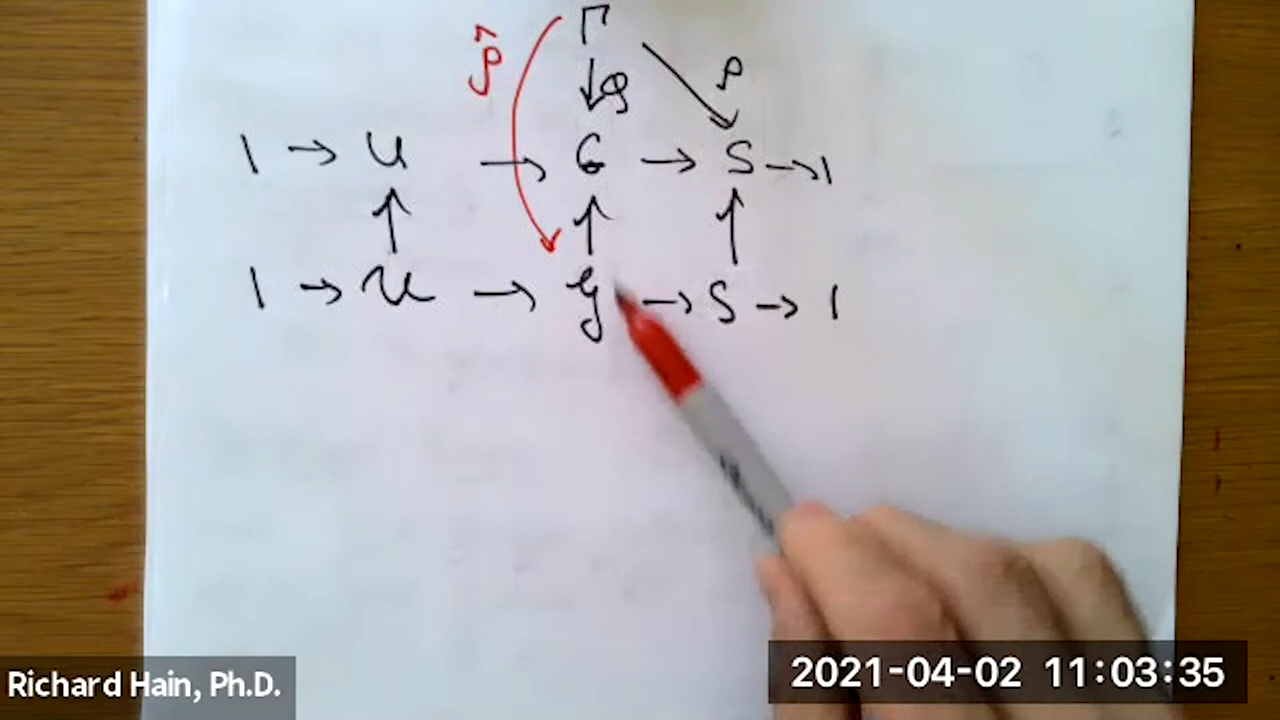 ρ̂ Γ
↓ φ ρ
1 → U → G → S → 1
↑ ↑ ↑
1 → 𝒰 → 𝒢 → S → 1
Richard Hain, Ph.D.
2021-04-02 11:03:35